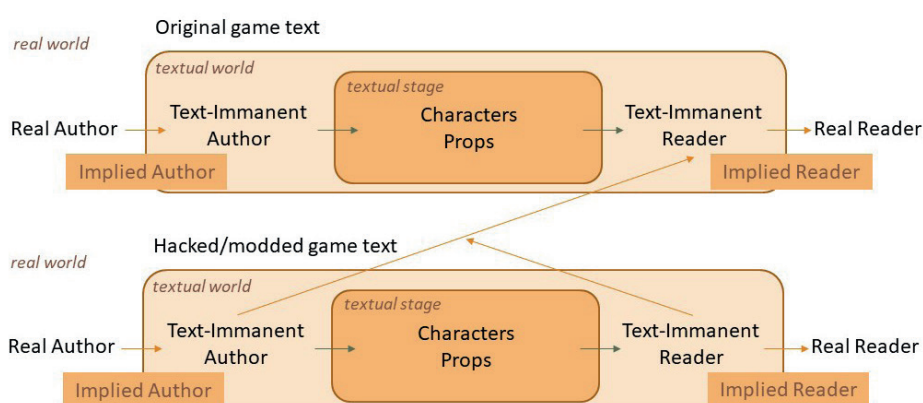 Original game text
real world
textual world
textual stage
Real Author
Text-Immanent
Author
Characters
Props
Text-Immanent
Reader
Real Reader
Implied Author
Implied Reader
Hacked/modded game text
real world
textual world
textual stage
Real Author
Text-Immanent
Author
Characters
Props
Text-Immanent
Reader
Real Reader
Implied Author
Implied Reader